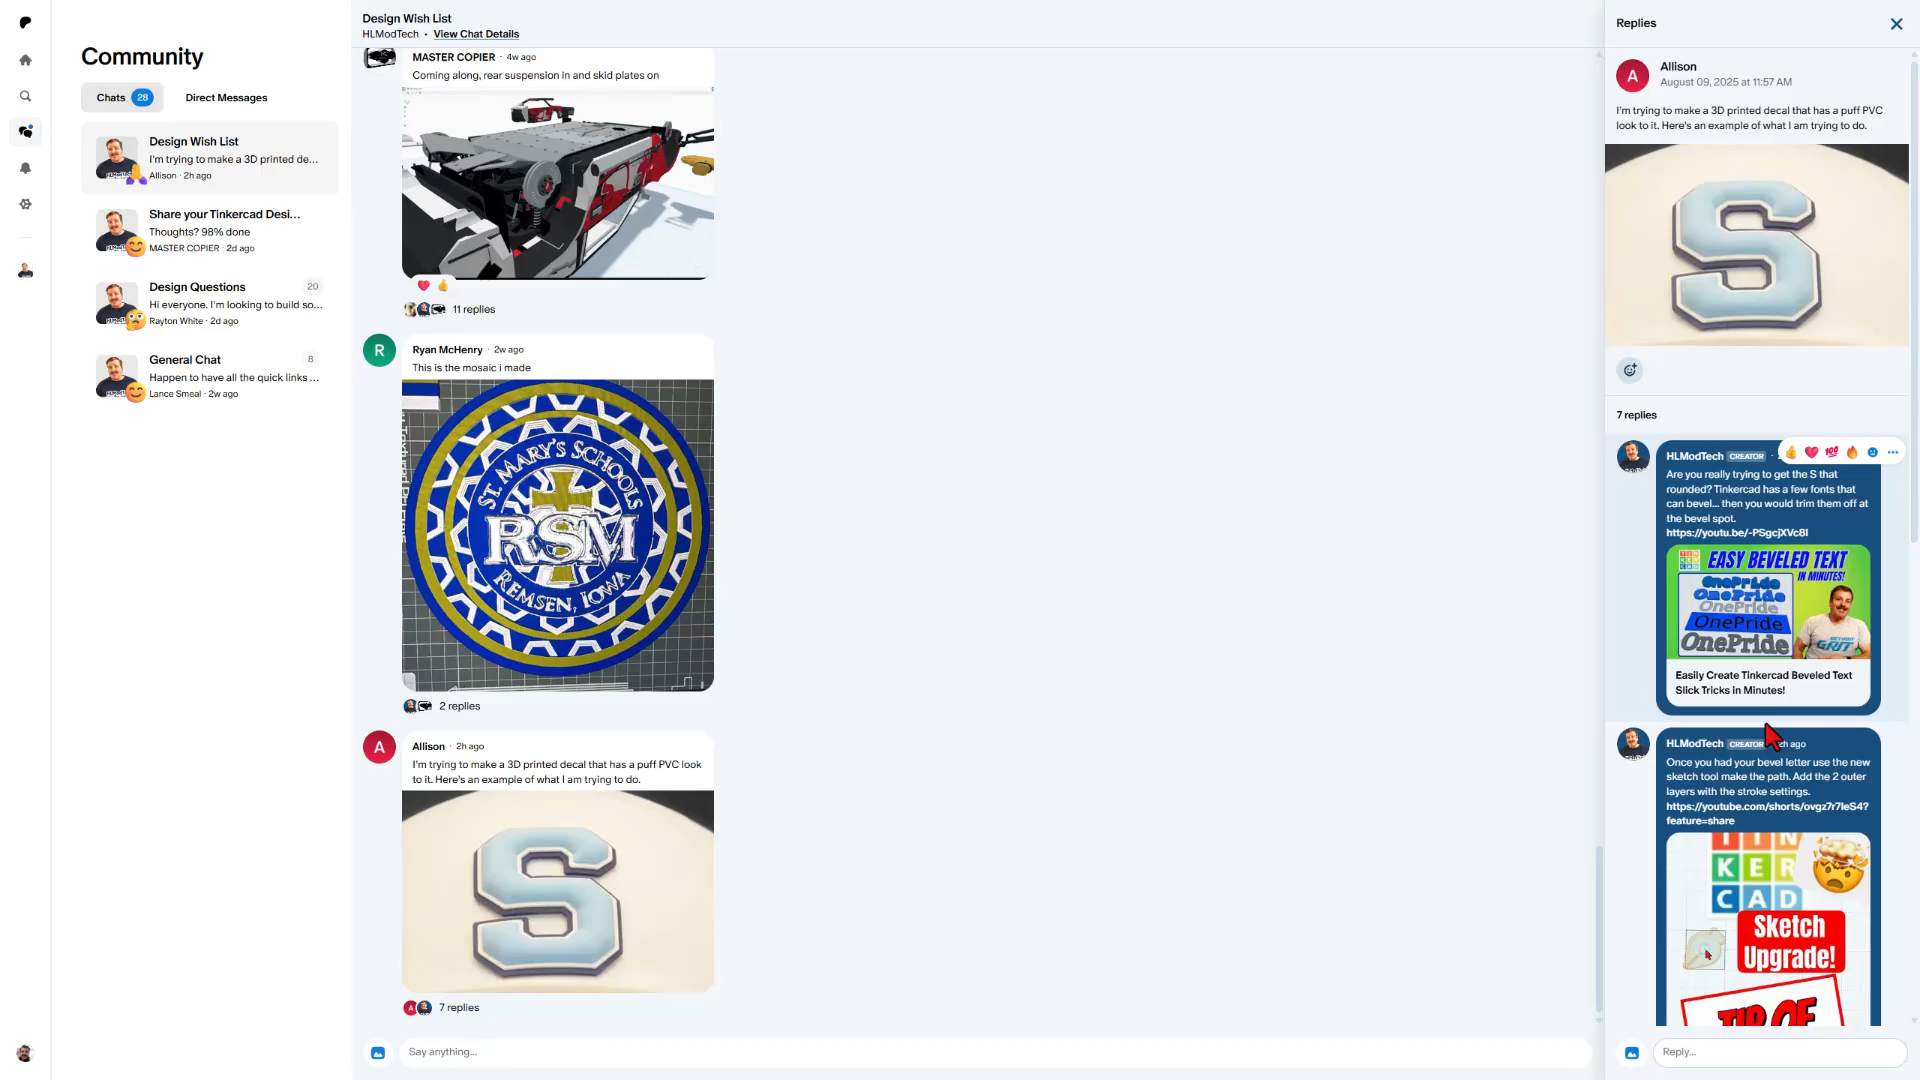 Community
Chats 28
Direct Messages
Design Wish List
I'm trying to make a 3D printed de...
Allison · 2h ago
Share your Tinkercad Desi...
Thoughts? 98% done
MASTER COPIER · 2d ago
Design Questions
20
Hi everyone. I'm looking to build so...
Rayton White · 2d ago
General Chat
8
Happen to have all the quick links ...
Lance Smeal · 2w ago
Design Wish List
HLModTech • View Chat Details
MASTER COPIER · 4w ago
Coming along, rear suspension in and skid plates on
11 replies
R
Ryan McHenry · 2w ago
This is the mosaic i made
ST. MARY'S SCHOOLS
RSM
REMSEN, IOWA
2 replies
A
Allison · 2h ago
I'm trying to make a 3D printed decal that has a puff PVC look
to it. Here's an example of what I am trying to do.
S
A
7 replies
Say anything...
Replies
A
Allison
August 09, 2025 at 11:57 AM
I'm trying to make a 3D printed decal that has a puff PVC
look to it. Here's an example of what I am trying to do.
S
7 replies
HLModTech CREATOR ·
100
Are you really trying to get the S that
rounded? Tinkercad has a few fonts that
can bevel... then you would trim them off at
the bevel spot.
https://youtu.be/-PSgcjXVc8I
TIN
KER
CAD
EASY BEVELED TEXT
IN MINUTES!
OnePride
OnePride
OnePride
OnePride
OnePride
DETROIT
GRIT
Easily Create Tinkercad Beveled Text
Slick Tricks in Minutes!
HLModTech CREATOR 2h ago
Once you had your bevel letter use the new
sketch tool make the path. Add the 2 outer
layers with the stroke settings.
https://youtube.com/shorts/ovgz7r7leS4?
feature=share
TIN
KER
CAD
Sketch
Upgrade!
TIP OF
Reply...